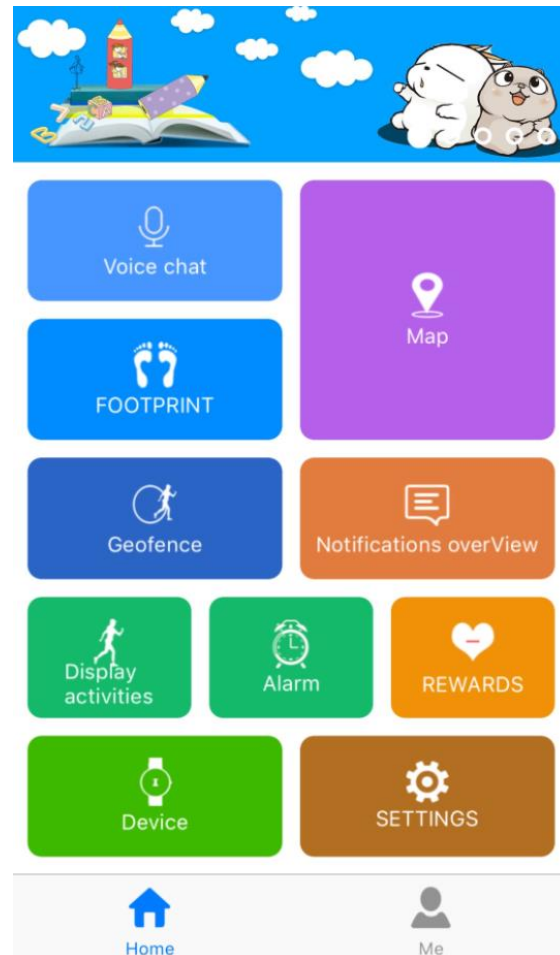 Voice chat
Map
FOOTPRINT
Geofence
Notifications overView
Display
activities
Alarm
REWARDS
Device
SETTINGS
Home
Me